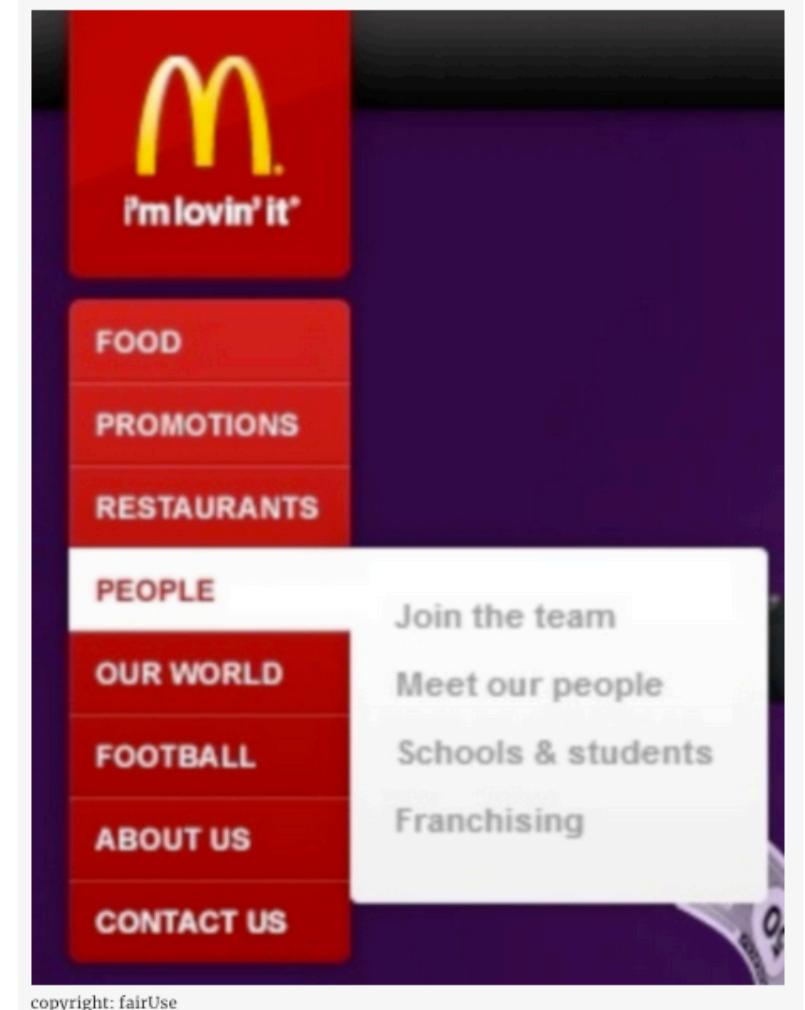 i'm lovin' it®
FOOD
PROMOTIONS
RESTAURANTS
PEOPLE
Join the team
Meet our people
Schools & students
Franchising
OUR WORLD
FOOTBALL
ABOUT US
CONTACT US
50
copyright: fairUse